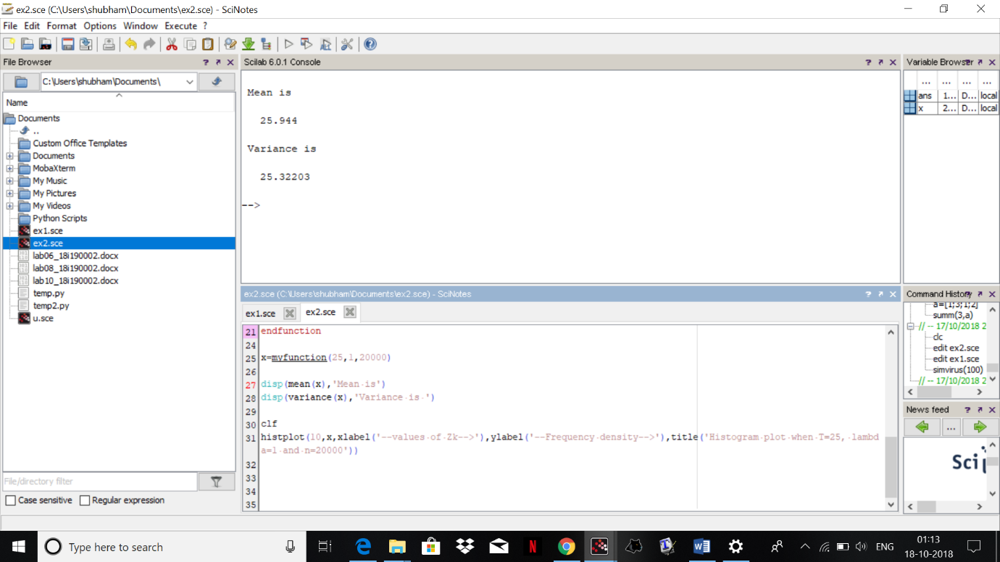 ex2.sce (C:\Users\shubham\Documents\ex2.sce) - SciNotes
File Edit Format Options Window Execute ?
File Browser
C:\Users\shubham\Documents\
Name
Documents
..
Custom Office Templates
Documents
MobaXterm
My Music
My Pictures
My Videos
Python Scripts
ex1.sce
ex2.sce
lab06_18i190002.docx
lab08_18i190002.docx
lab10_18i190002.docx
temp.py
temp2.py
u.sce
File/directory filter
Case sensitive Regular expression
Scilab 6.0.1 Console
Mean is
25.944
Variance is
25.32203
-->
ex2.sce (C:\Users\shubham\Documents\ex2.sce) - SciNotes
ex1.sce ex2.sce
21 endfunction
24
25 x=myfunction(25,1,20000)
26
27 disp(mean(x),'Mean·is')
28 disp(variance(x),'Variance·is·')
29
30 clf
31 histplot(10,x,xlabel('--values·of·Zk-->'),ylabel('--Frequency·density-->'),title('Histogram·plot·when·T=25,·lambd
a=1·and·n=20000'))
32
33
34
35
Variable Browser
... ... ... ...
ans 1... D... local
x 2... D... local
Command History
a=[1;3;1;2]
summ(3,a)
// -- 17/10/2018 2
clc
edit ex2.sce
edit ex1.sce
simvirus(100)
// -- 17/10/2018 2
News feed
...
Sci
Type here to search
ENG
01:13
18-10-2018